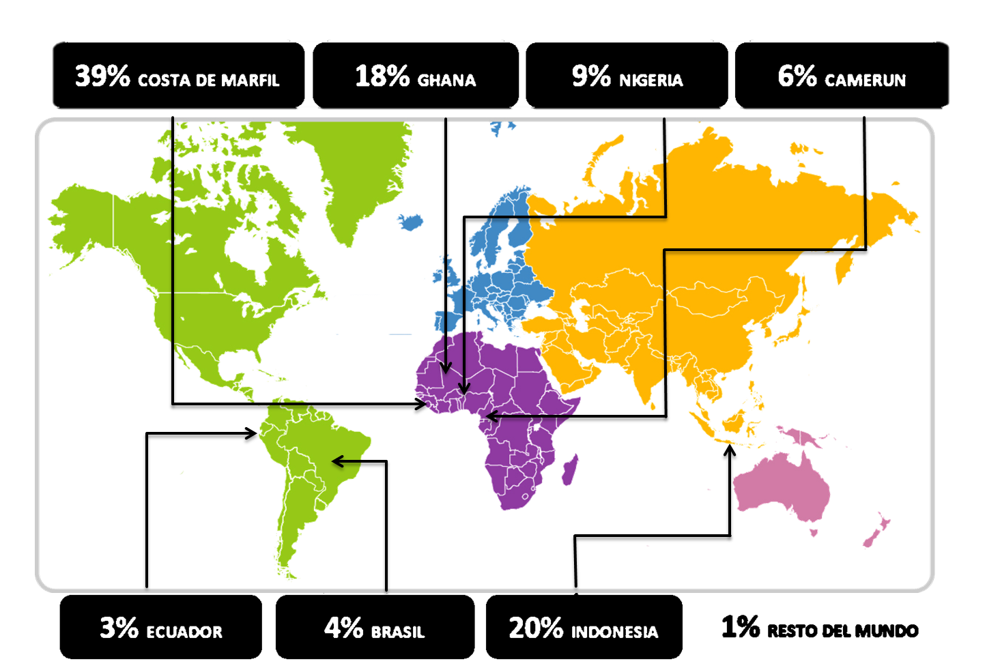 39% COSTA DE MARFIL
18% GHANA
9% NIGERIA
6% CAMERUN
3% ECUADOR
4% BRASIL
20% INDONESIA
1% RESTO DEL MUNDO